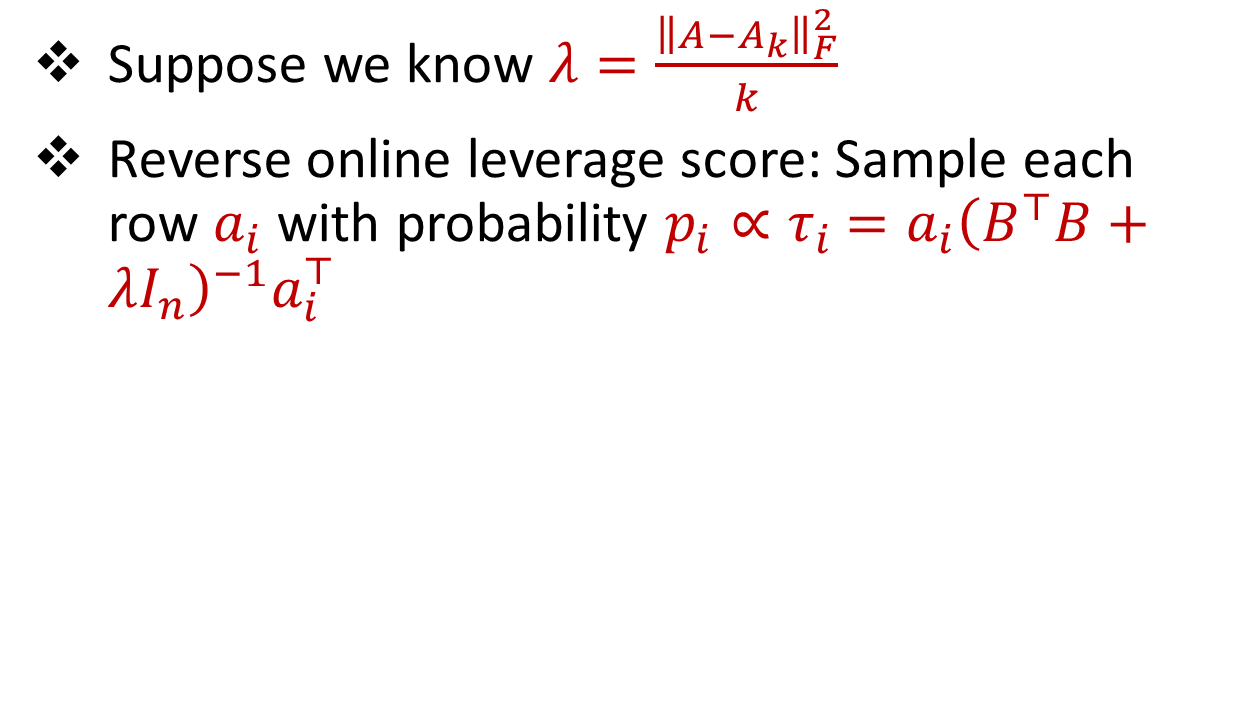 ❖ Suppose we know λ = ‖A−A_k‖_F^2 / k
❖ Reverse online leverage score: Sample each
row a_i with probability p_i ∝ τ_i = a_i(B^⊤B +
λI_n)^{−1}a_i^⊤